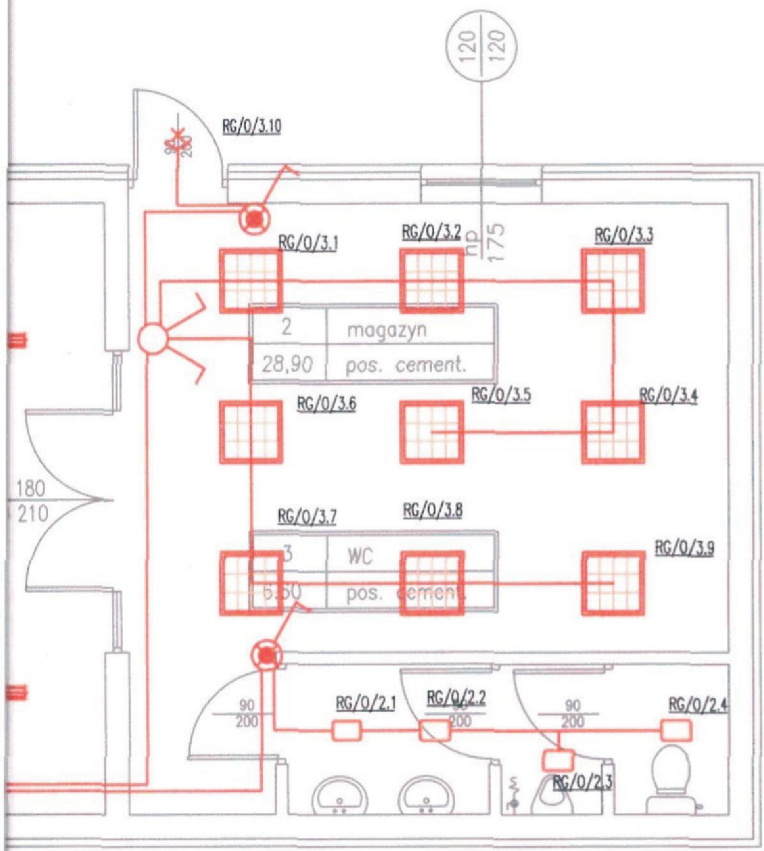 120
120
RG/0/3.10
90
200
RG/0/3.1
RG/0/3.2
RG/0/3.3
np
175
2 magazyn
28,90 pos. cement.
RG/0/3.6
RG/0/3.5
RG/0/3.4
180
210
RG/0/3.7
RG/0/3.8
3 WC
6.50 pos. cement.
RG/0/3.9
90
200
RG/0/2.1
RG/0/2.2
90
200
90
200
RG/0/2.4
RG/0/2.3